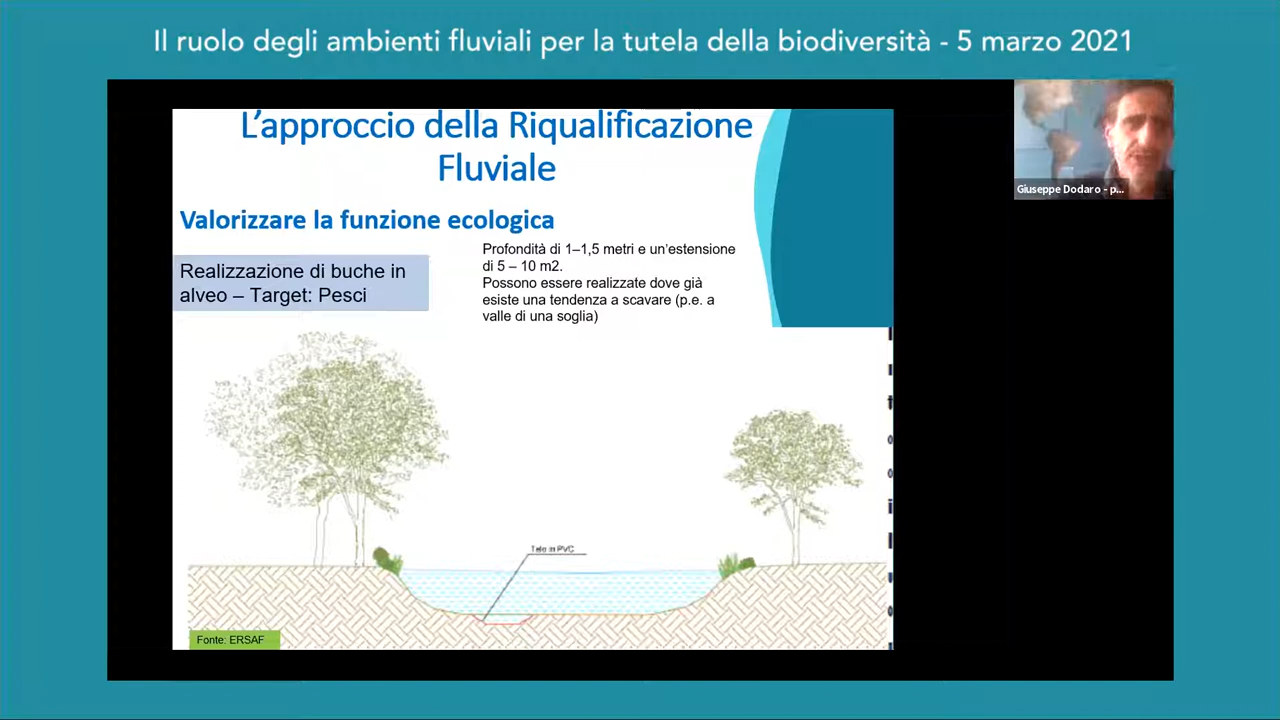 Il ruolo degli ambienti fluviali per la tutela della biodiversità - 5 marzo 2021
L'approccio della Riqualificazione
Fluviale
Giuseppe Dodaro - p...
Valorizzare la funzione ecologica
Realizzazione di buche in
alveo – Target: Pesci
Profondità di 1–1,5 metri e un'estensione
di 5 – 10 m2.
Possono essere realizzate dove già
esiste una tendenza a scavare (p.e. a
valle di una soglia)
Telo in PVC
Fonte: ERSAF